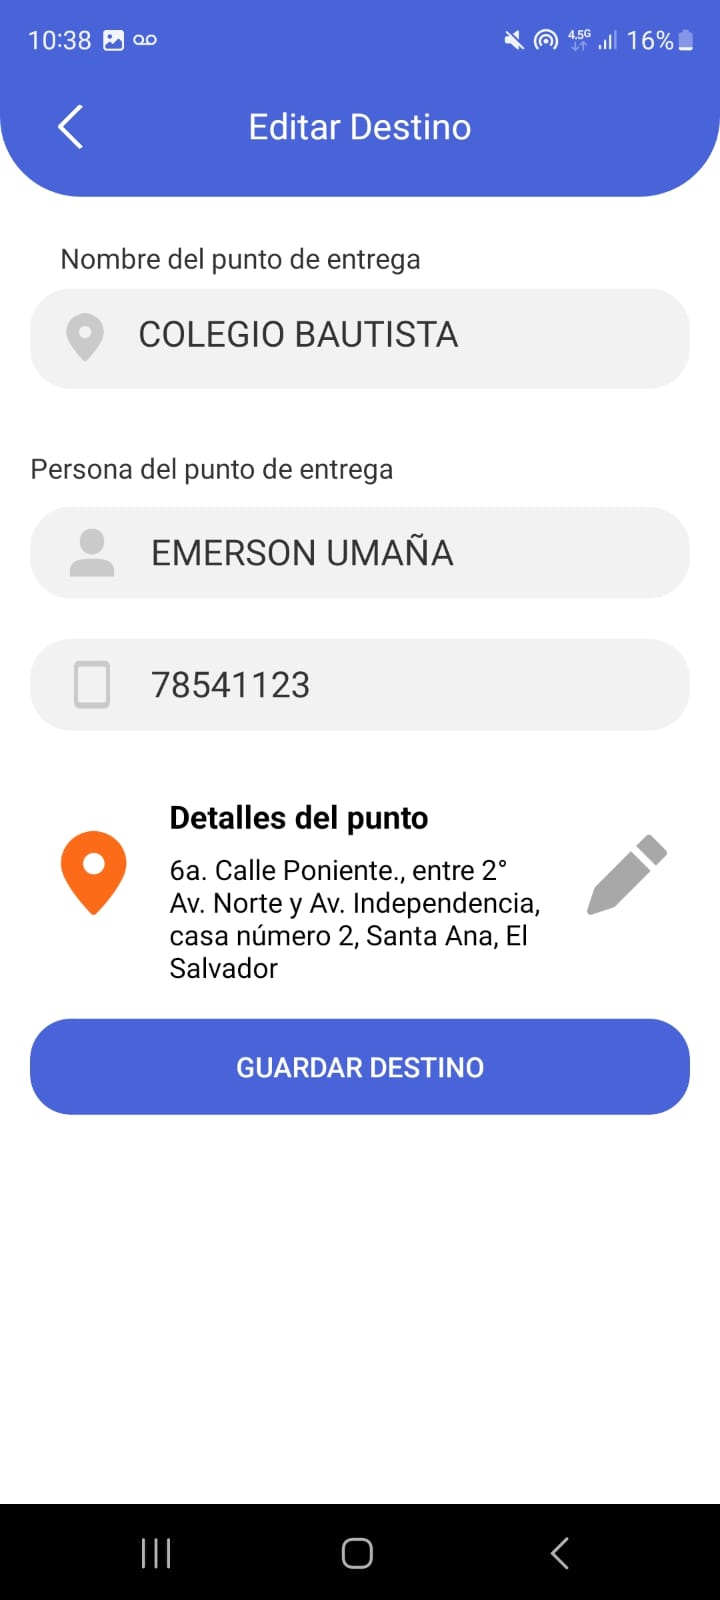 10:38
4.5G
16%
Editar Destino
Nombre del punto de entrega
COLEGIO BAUTISTA
Persona del punto de entrega
EMERSON UMAÑA
78541123
Detalles del punto
6a. Calle Poniente., entre 2°
Av. Norte y Av. Independencia,
casa número 2, Santa Ana, El
Salvador
GUARDAR DESTINO